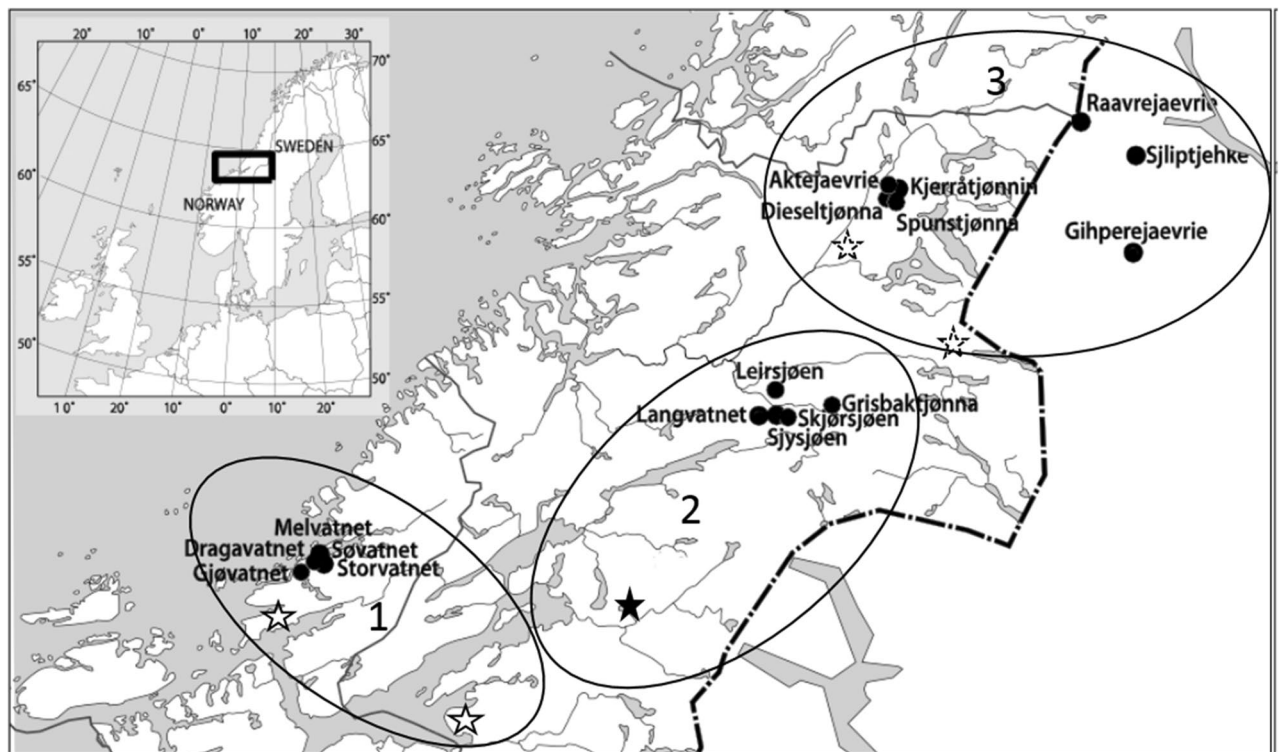 20° 10° 0° 10° 20° 30°
70°
65°
65°
SWEDEN
60°
NORWAY
60°
55°
55°
50°
50°
10° 20° 10° 0° 10° 20°
3
Raavrejaevrie
Sjliptjehke
Aktejaevrie
Kjerråtjønnin
Dieseltjønna
Spunstjønna
Gihperejaevrie
Leirsjøen
Langvatnet
Grisbaktjønna
Skjørsjøen
Sjysjøen
2
Melvatnet
Dragavatnet
Søvatnet
Gjøvatnet
Storvatnet
1